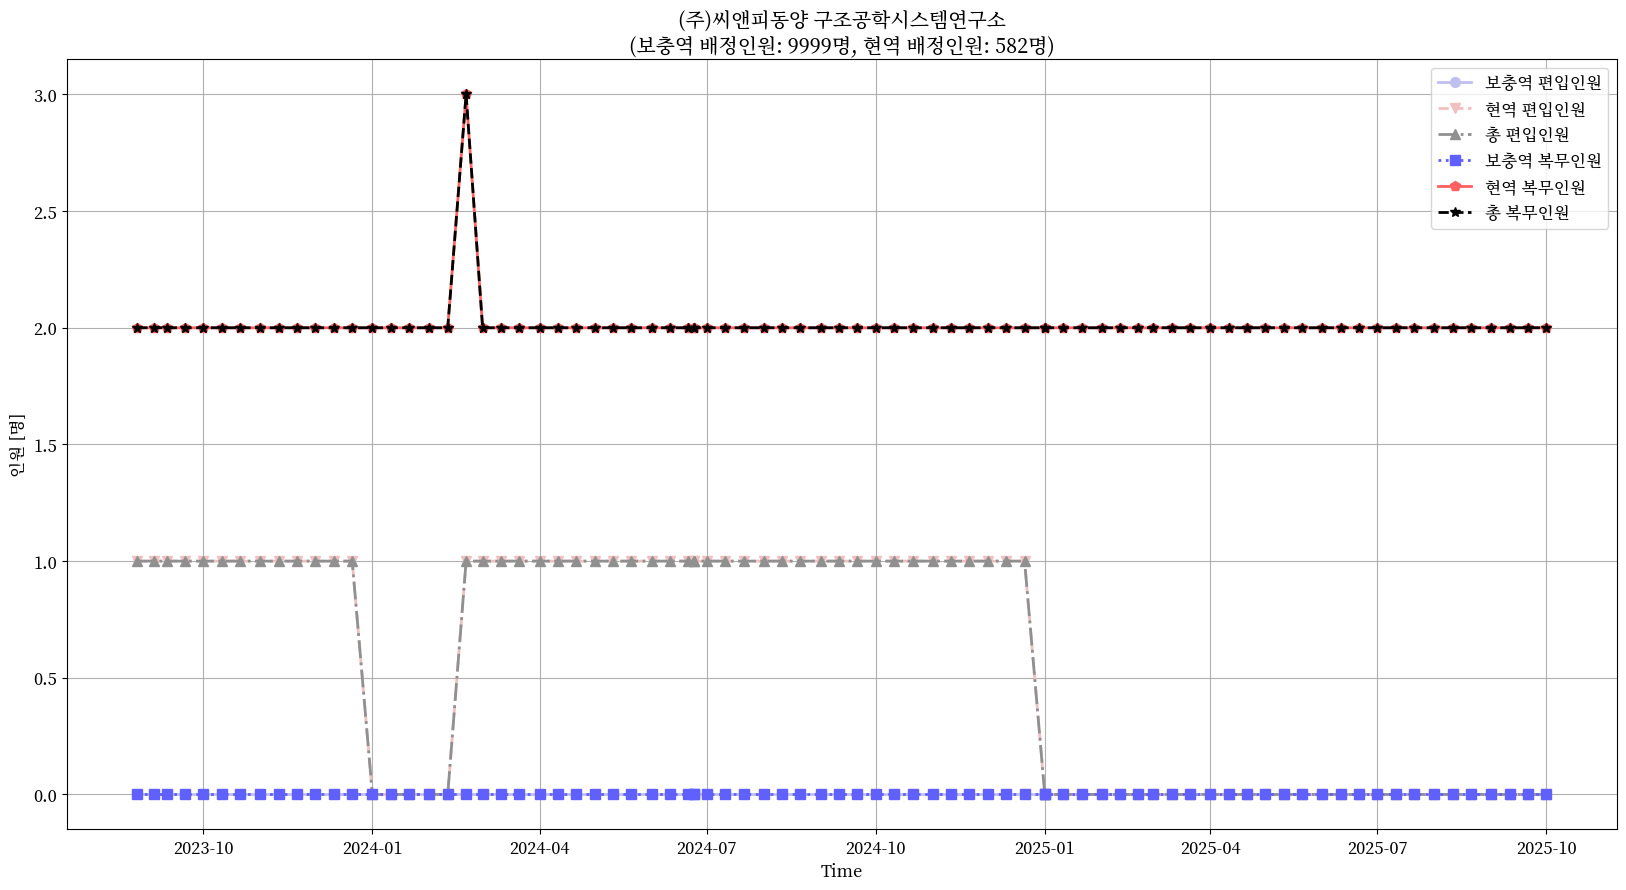 (주)씨앤피동양 구조공학시스템연구소
(보충역 배정인원: 9999명, 현역 배정인원: 582명)
보충역 편입인원
현역 편입인원
총 편입인원
보충역 복무인원
현역 복무인원
총 복무인원
3.0
2.5
2.0
1.5
1.0
0.5
0.0
인원 [명]
2023-10 2024-01 2024-04 2024-07 2024-10 2025-01 2025-04 2025-07 2025-10
Time